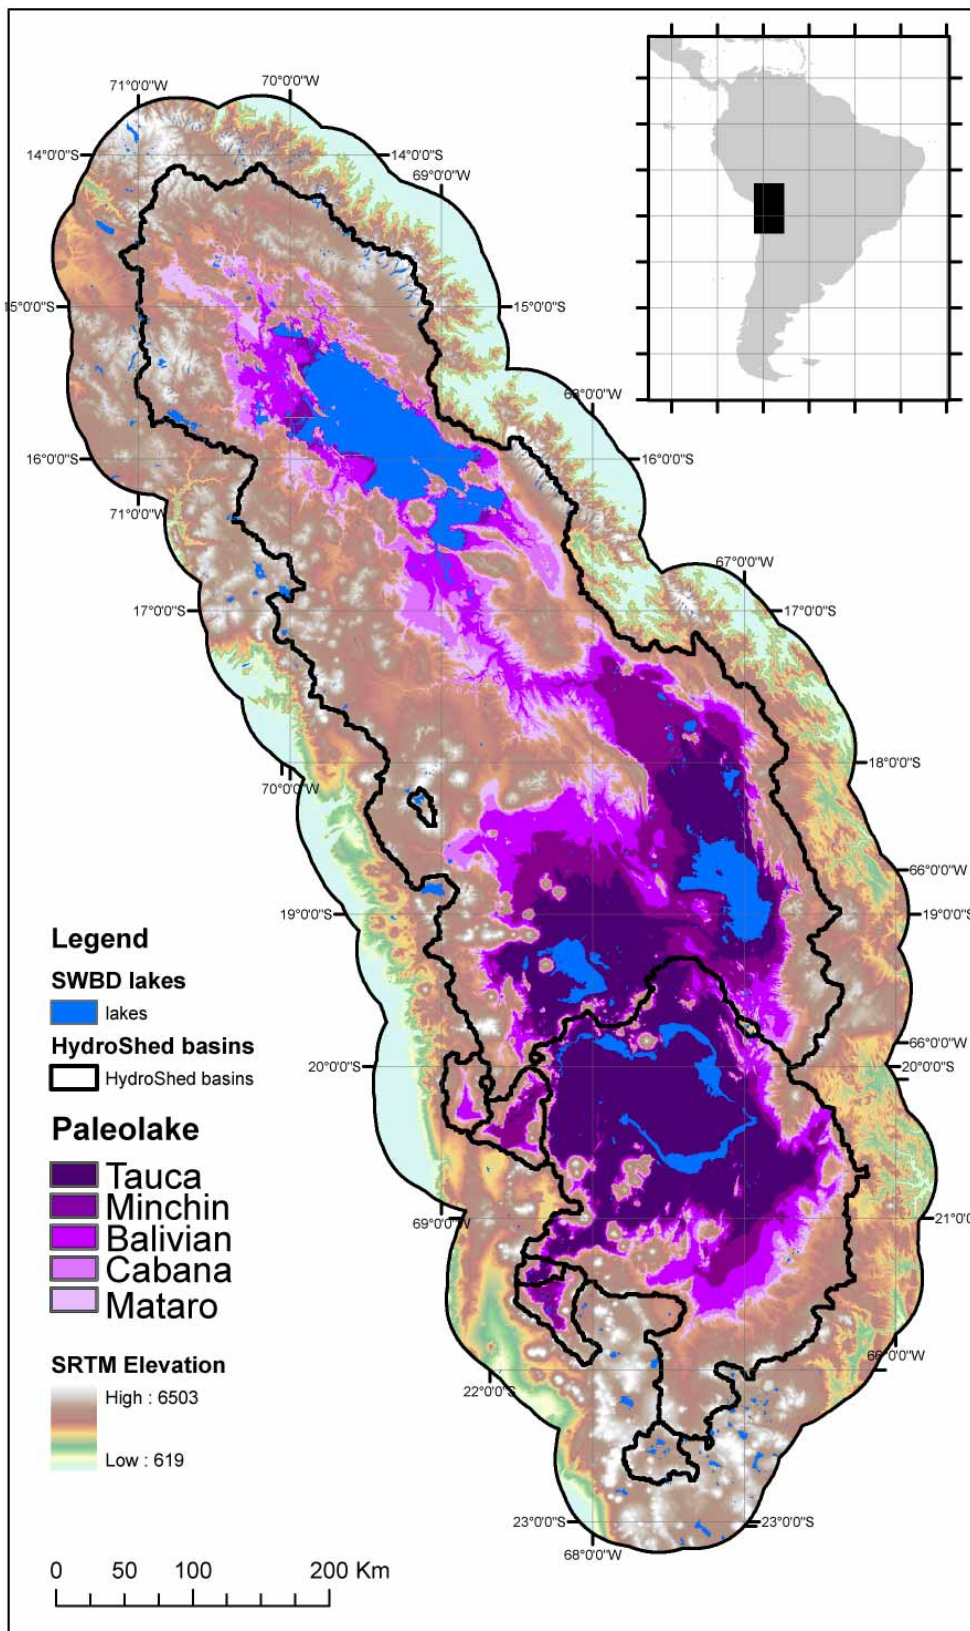 71°0'0"W
70°0'0"W
14°0'0"S
14°0'0"S
69°0'0"W
15°0'0"S
15°0'0"S
68°0'0"W
16°0'0"S
16°0'0"S
71°0'0"W
67°0'0"W
17°0'0"S
17°0'0"S
18°0'0"S
70°0'0"W
66°0'0"W
19°0'0"S
19°0'0"S
Legend
SWBD lakes
lakes
HydroShed basins
HydroShed basins
66°0'0"W
20°0'0"S
20°0'0"S
Paleolake
Tauca
Minchin
Balivian
Cabana
Mataro
69°0'0"W
21°0'0"S
SRTM Elevation
High : 6503
Low : 619
66°0'0"W
22°0'0"S
23°0'0"S
23°0'0"S
68°0'0"W
0 50 100 200 Km